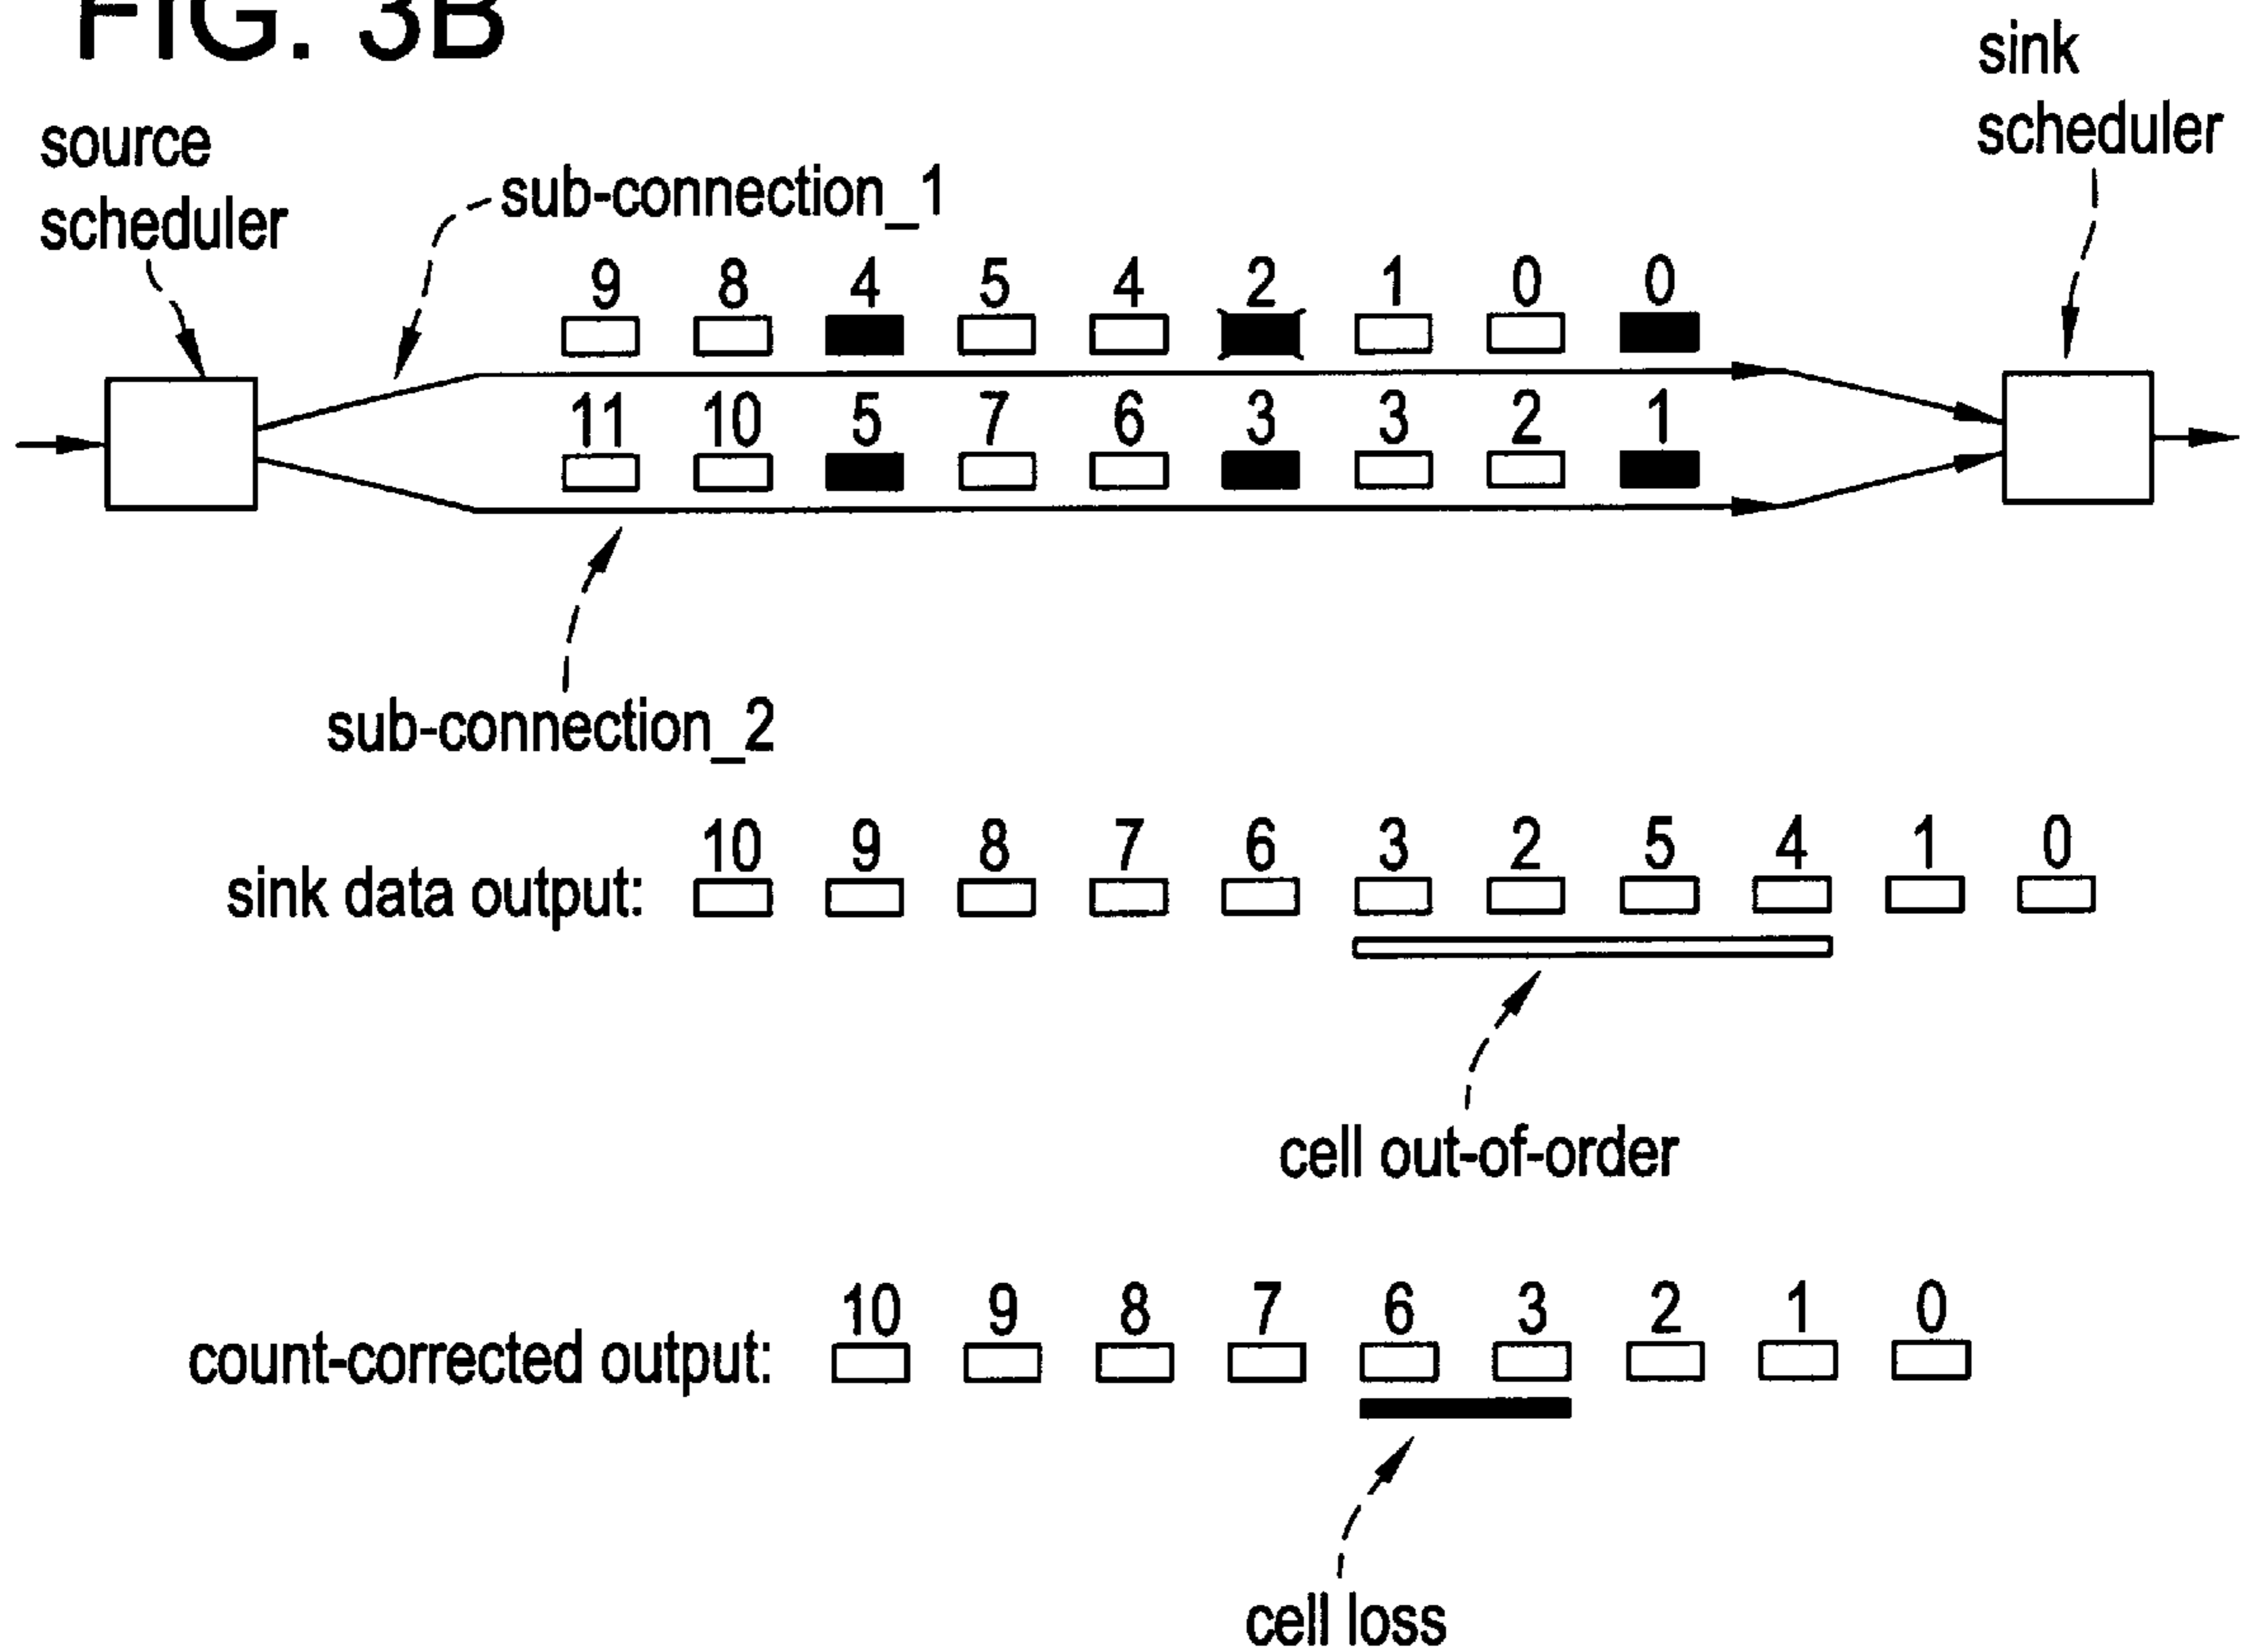 FIG. 3B
sink
scheduler
source
scheduler
sub-connection_1
9 8 4 5 4 2 1 0 0
11 10 5 7 6 3 3 2 1
sub-connection_2
10 9 8 7 6 3 2 5 4 1 0
sink data output:
cell out-of-order
10 9 8 7 6 3 2 1 0
count-corrected output:
cell loss